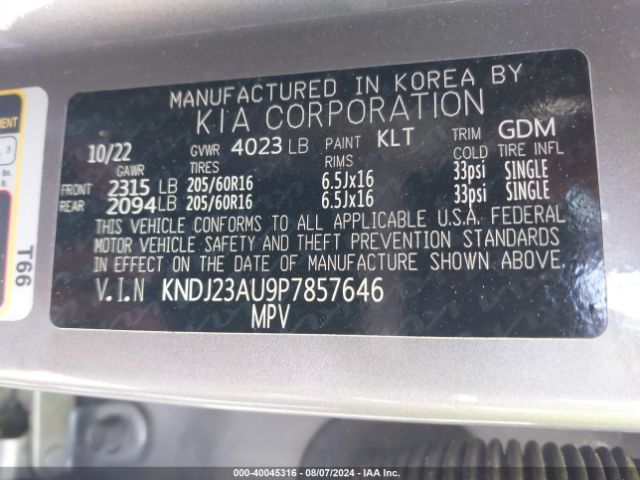 MANUFACTURED IN KOREA BY
KIA CORPORATION
10/22 GVWR 4023 LB PAINT KLT TRIM GDM
GAWR TIRES RIMS COLD TIRE INFL
FRONT 2315 LB 205/60R16 6.5Jx16 33psi SINGLE
REAR 2094 LB 205/60R16 6.5Jx16 33psi SINGLE
THIS VEHICLE CONFORMS TO ALL APPLICABLE U.S.A. FEDERAL
MOTOR VEHICLE SAFETY AND THEFT PREVENTION STANDARDS
IN EFFECT ON THE DATE OF MANUFACTURE SHOWN ABOVE.
V.I.N KNDJ23AU9P7857646
MPV
T66
3
000-40045316 - 08/07/2024 - IAA Inc.